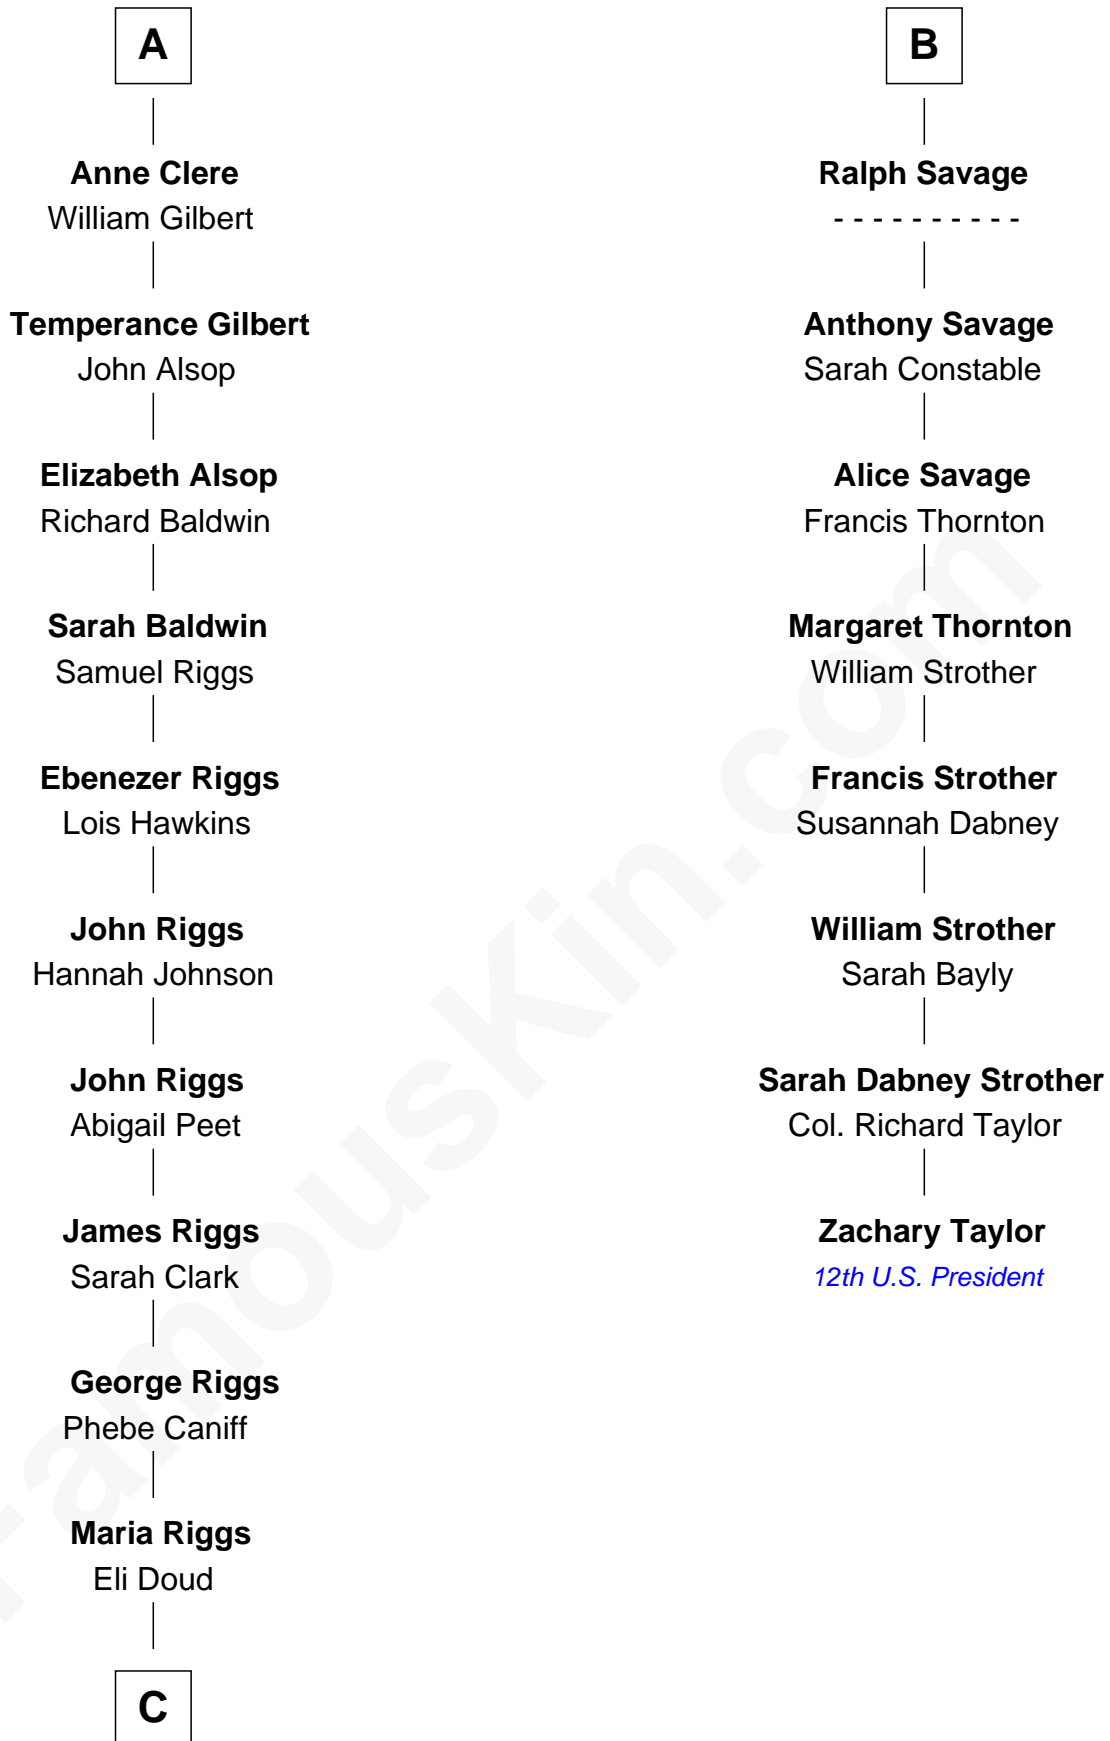 A
Anne Clere
William Gilbert
Temperance Gilbert
John Alsop
Elizabeth Alsop
Richard Baldwin
Sarah Baldwin
Samuel Riggs
Ebenezer Riggs
Lois Hawkins
John Riggs
Hannah Johnson
John Riggs
Abigail Peet
James Riggs
Sarah Clark
George Riggs
Phebe Caniff
Maria Riggs
Eli Doud
C
B
Ralph Savage
- - - - - - - - - -
Anthony Savage
Sarah Constable
Alice Savage
Francis Thornton
Margaret Thornton
William Strother
Francis Strother
Susannah Dabney
William Strother
Sarah Bayly
Sarah Dabney Strother
Col. Richard Taylor
Zachary Taylor
12th U.S. President
FamousKin.com